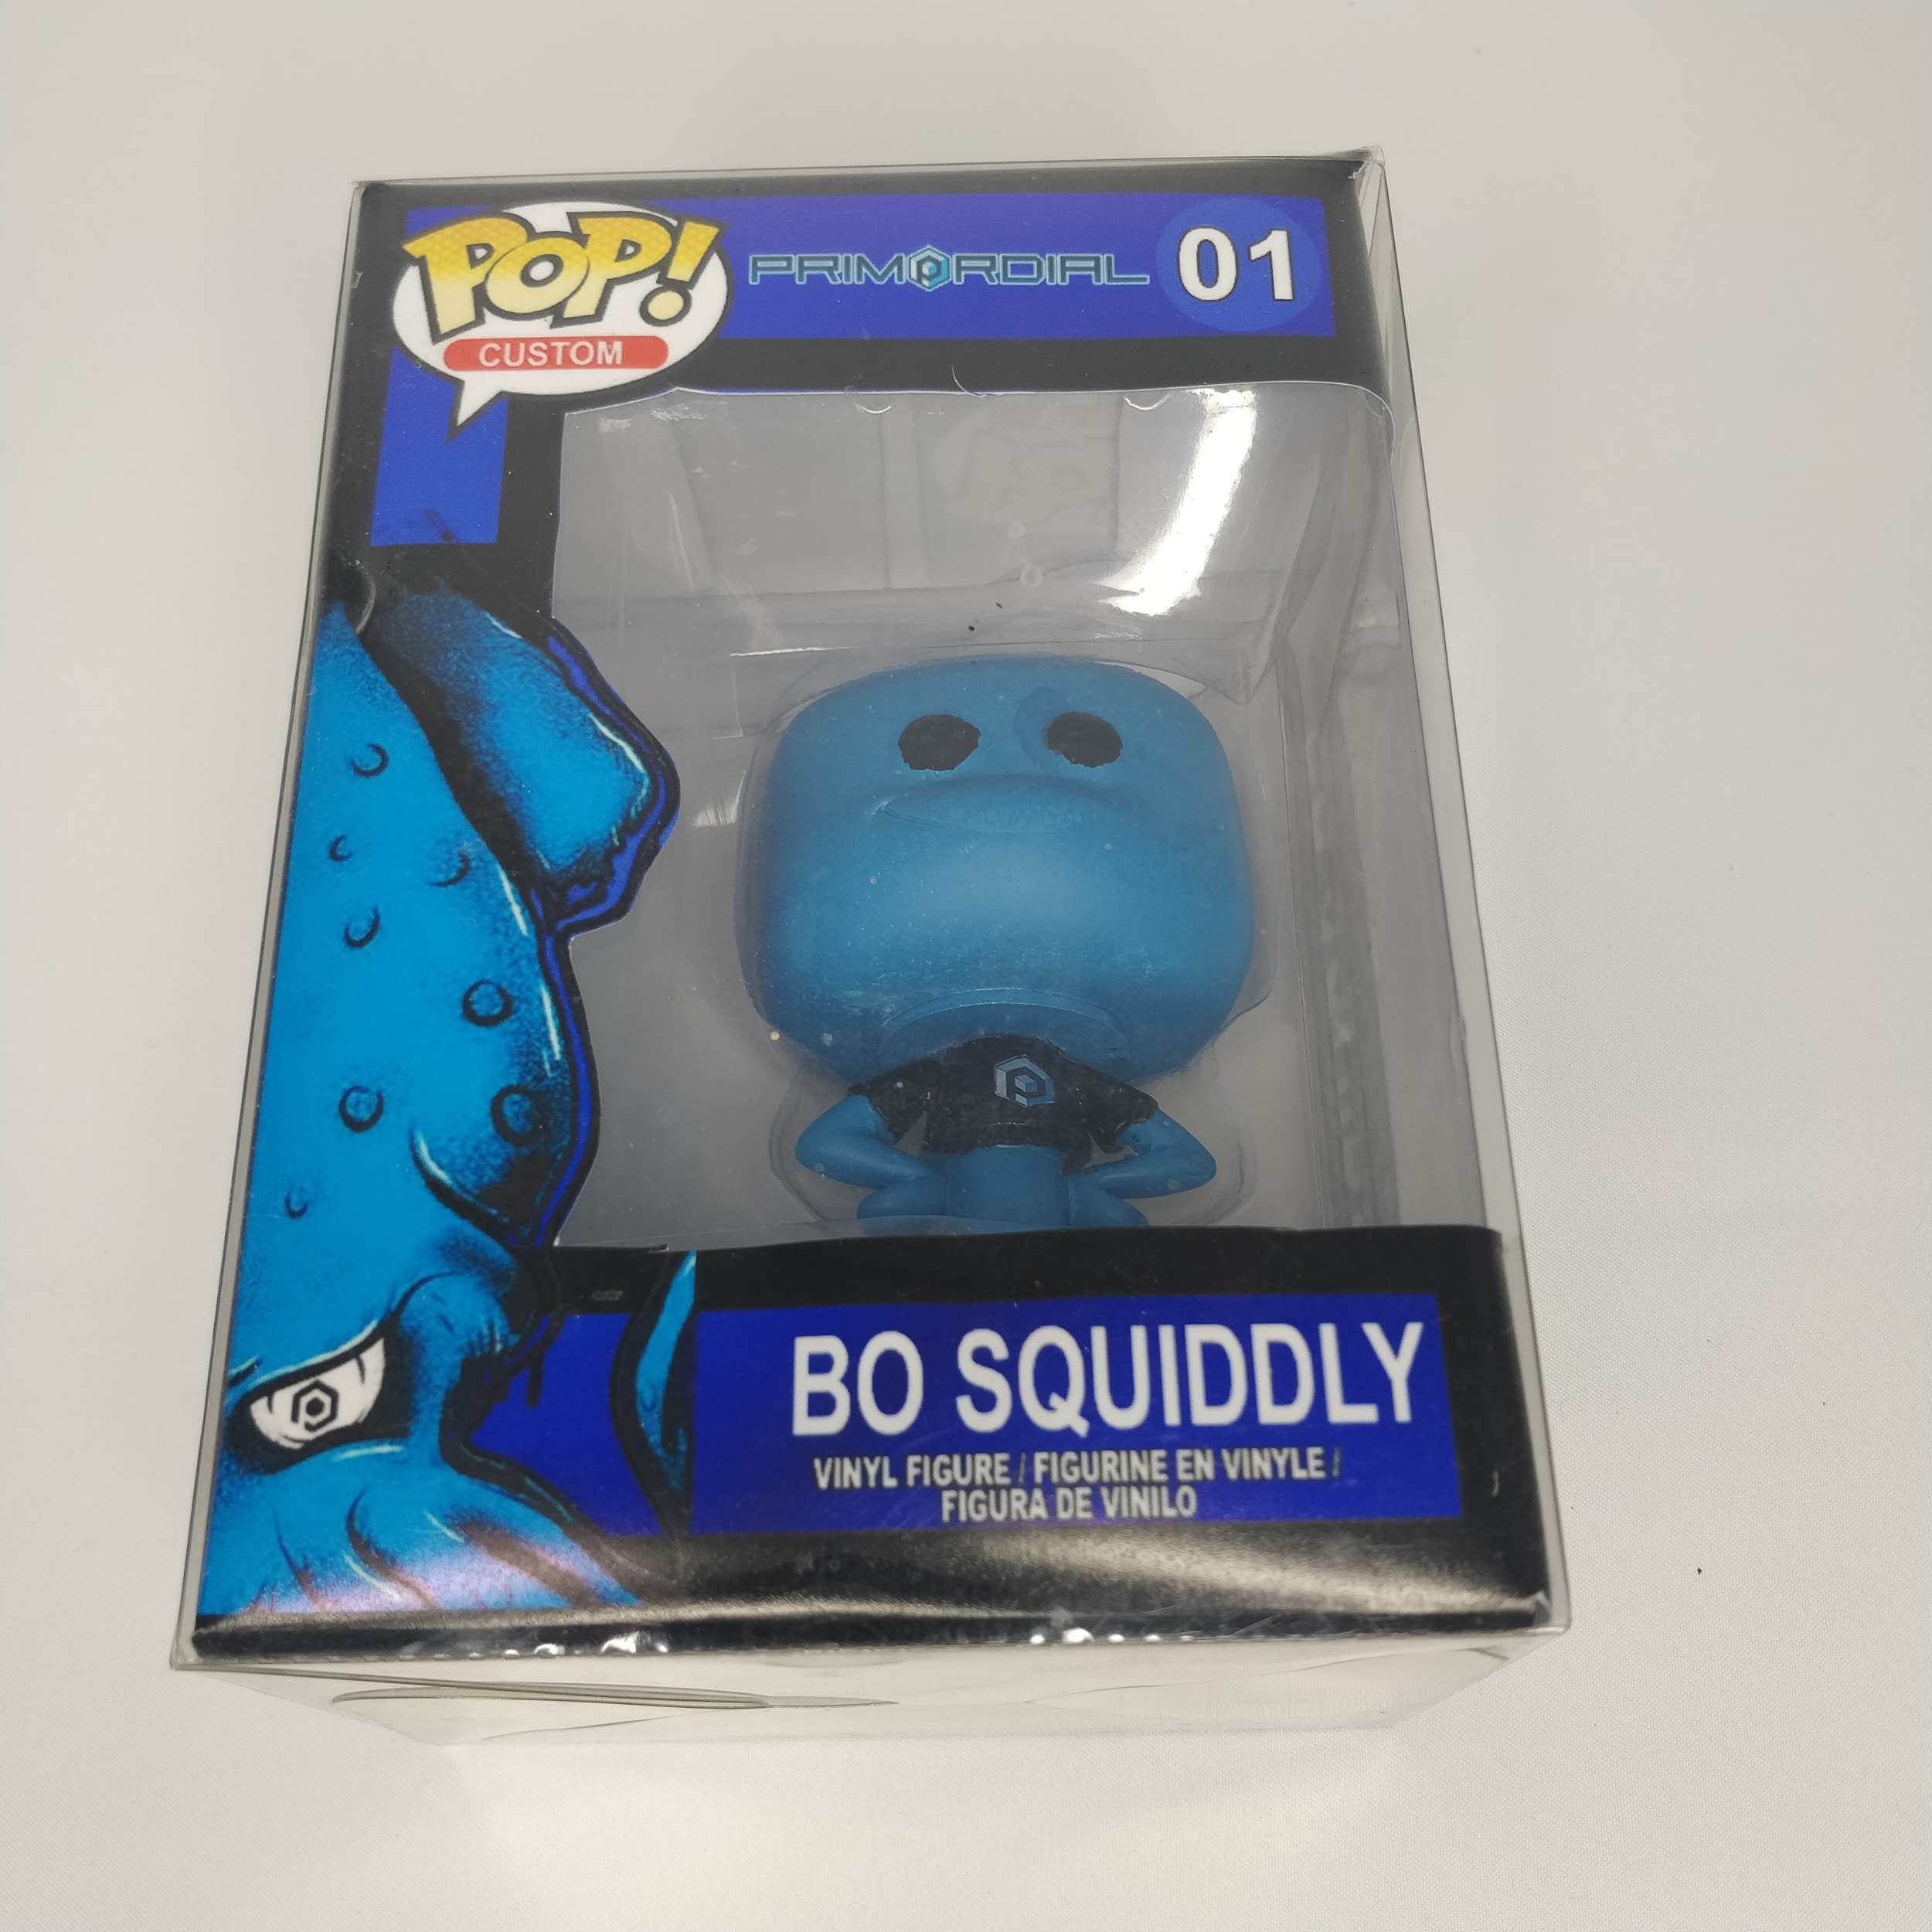 POP!
CUSTOM
PRIMORDIAL
01
BO SQUIDDLY
VINYL FIGURE / FIGURINE EN VINYLE /
FIGURA DE VINILO